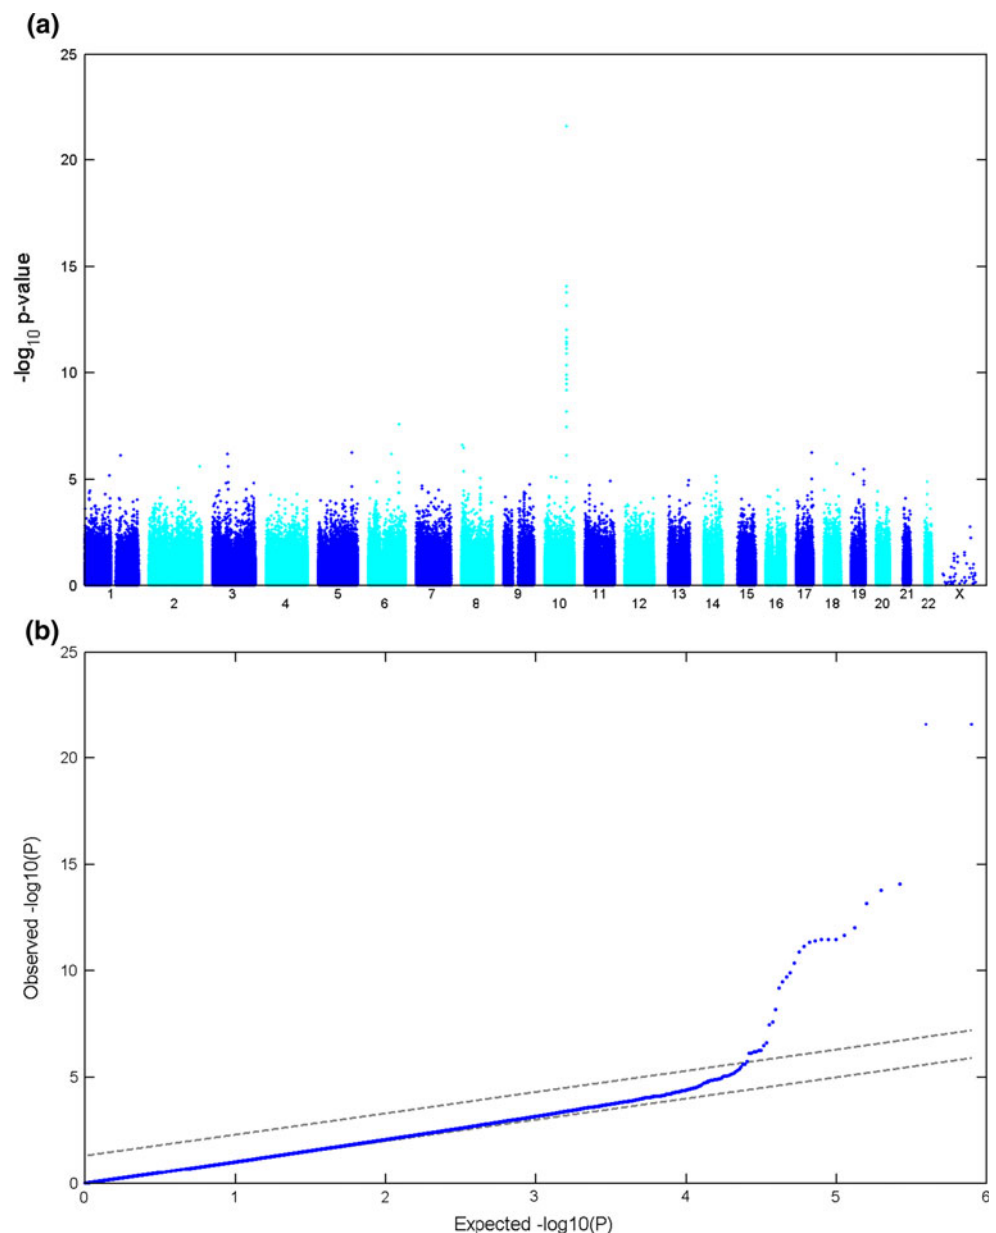 (a)
25
20
15
10
5
0
-log10 p-value
1 2 3 4 5 6 7 8 9 10 11 12 13 14 15 16 17 18 19 20 21 22 X
(b)
25
20
15
10
5
0
Observed -log10(P)
0 1 2 3 4 5 6
Expected -log10(P)